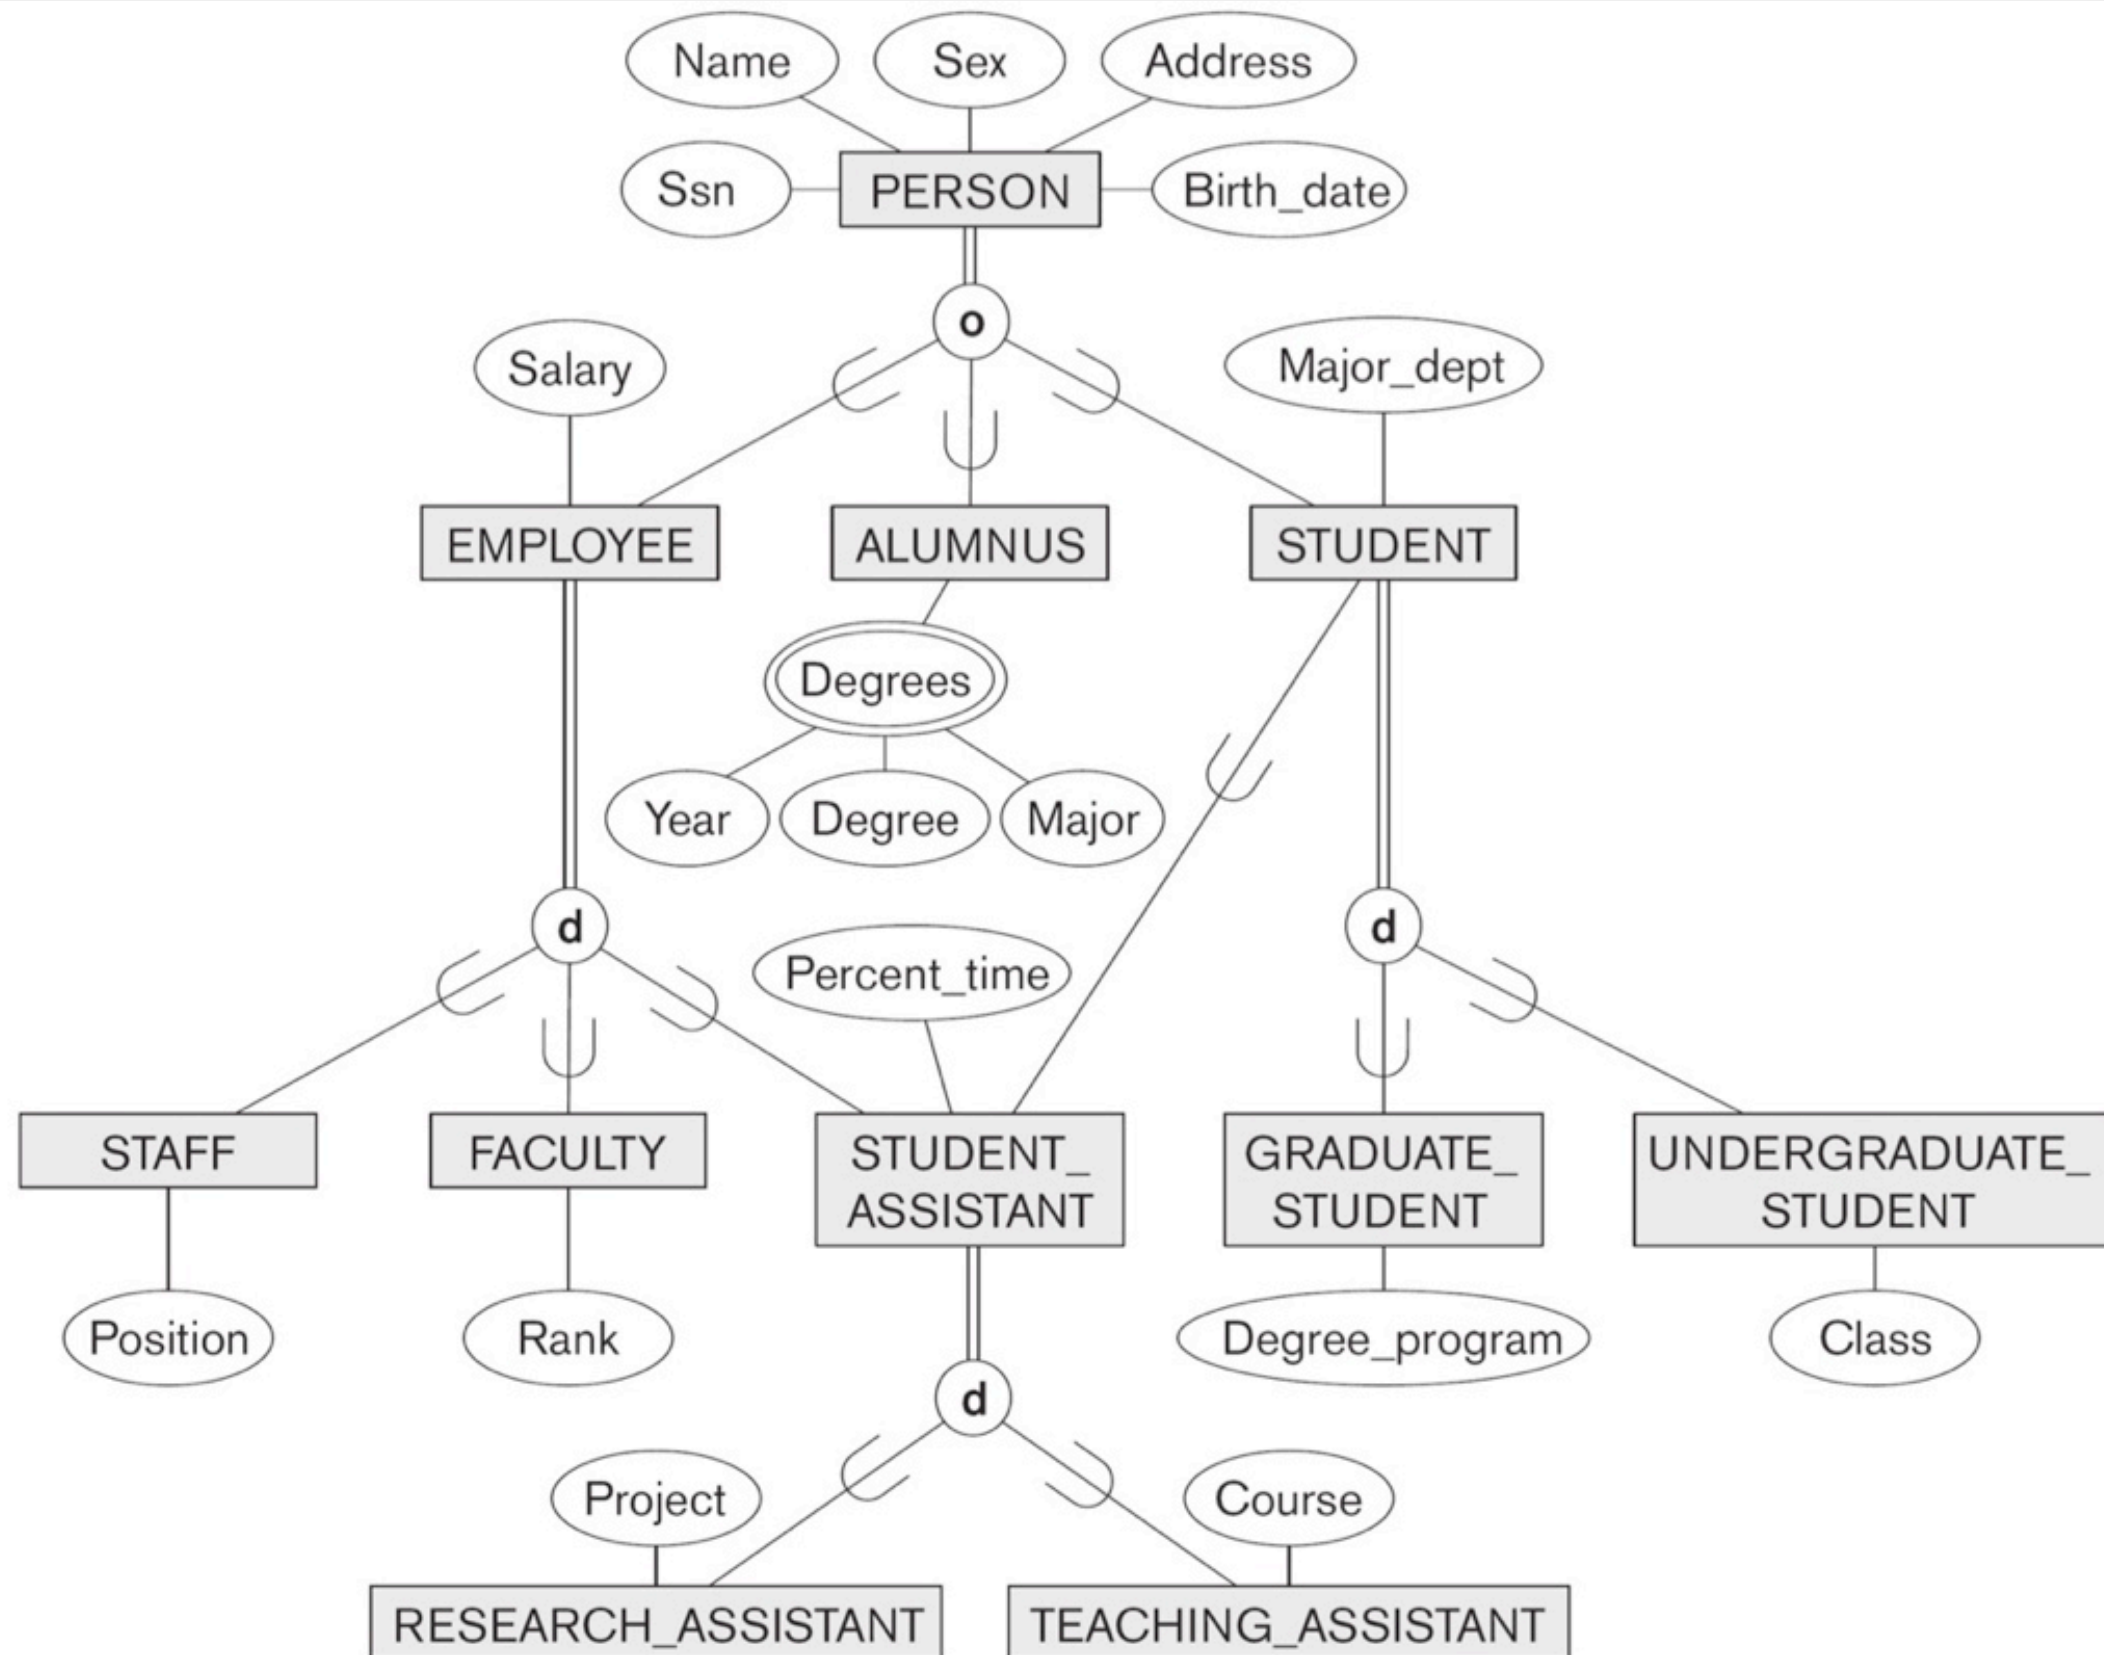 Name
Sex
Address
Ssn
PERSON
Birth_date
o
Salary
Major_dept
EMPLOYEE
ALUMNUS
STUDENT
Degrees
Year
Degree
Major
d
d
Percent_time
STAFF
FACULTY
STUDENT_
ASSISTANT
GRADUATE_
STUDENT
UNDERGRADUATE_
STUDENT
Position
Rank
Degree_program
Class
d
Project
Course
RESEARCH_ASSISTANT
TEACHING_ASSISTANT